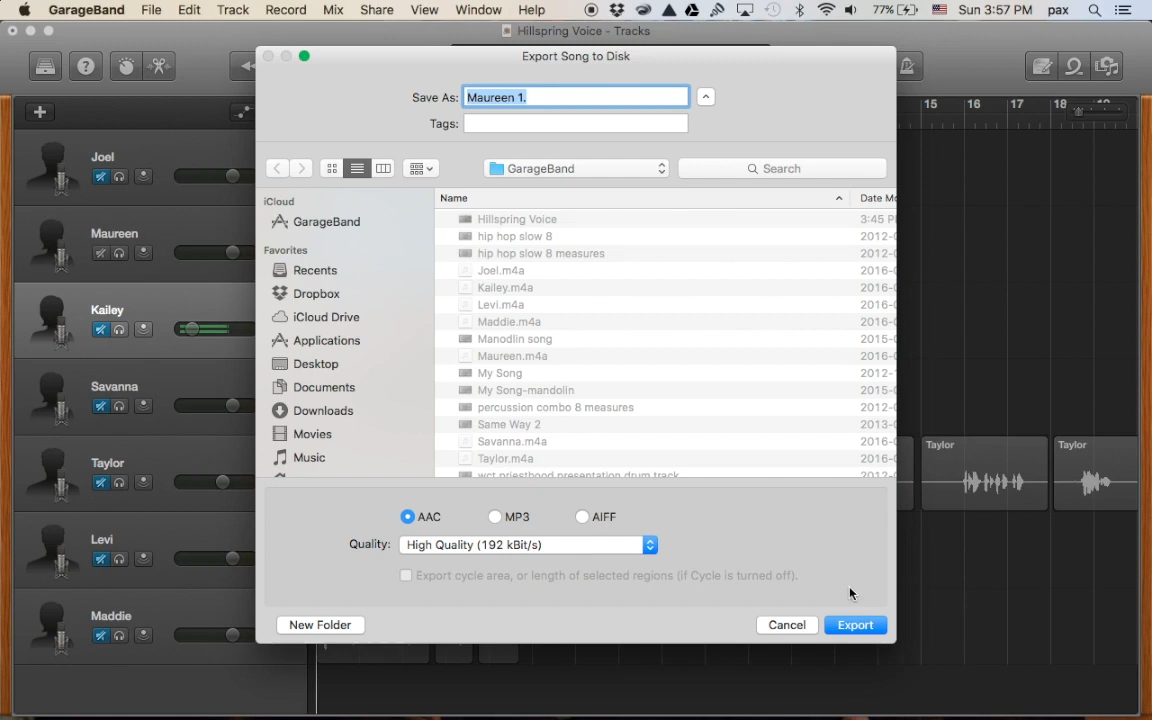 GarageBand File Edit Track Record Mix Share View Window Help 77% Sun 3:57 PM pax
Hillspring Voice - Tracks
Export Song to Disk
Save As: Maureen 1.
Tags:
GarageBand
Search
15 16 17 18
iCloud
GarageBand
Favorites
Recents
Dropbox
iCloud Drive
Applications
Desktop
Documents
Downloads
Movies
Music
Name Date Mo
Hillspring Voice 3:45 P
hip hop slow 8 2012-
hip hop slow 8 measures 2012-
Joel.m4a 2016-
Kailey.m4a 2016-
Levi.m4a 2016-
Maddie.m4a 2016-
Manodlin song 2015-
Maureen.m4a 2016-
My Song 2012-
My Song-mandolin 2015-
percussion combo 8 measures 2012-
Same Way 2 2013-
Savanna.m4a 2016-
Taylor.m4a 2016-
wct priesthood presentation drum track 2012-
Joel
Maureen
Kailey
Savanna
Taylor
Levi
Maddie
Taylor Taylor
AAC MP3 AIFF
Quality: High Quality (192 kBit/s)
Export cycle area, or length of selected regions (if Cycle is turned off).
New Folder Cancel Export